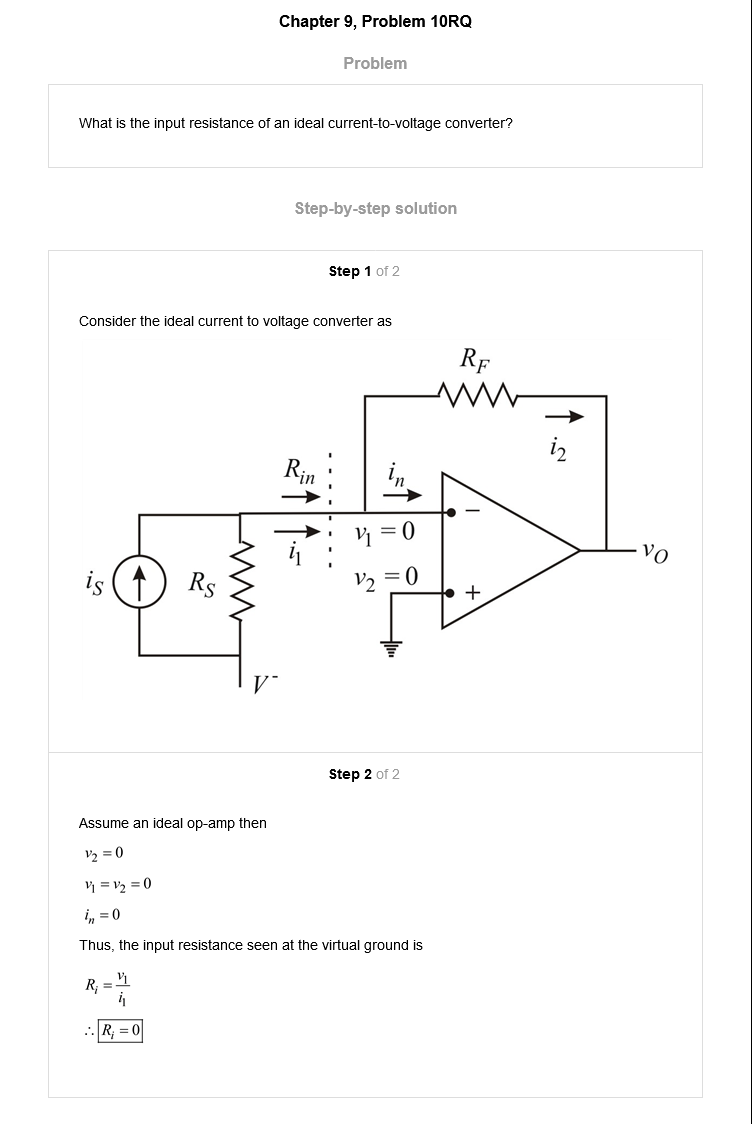 Chapter 9, Problem 10RQ
Problem
What is the input resistance of an ideal current-to-voltage converter?
Step-by-step solution
Step 1 of 2
Consider the ideal current to voltage converter as
R_F
i_2
R_in
i_n
−
i_1
v_1 = 0
v_O
i_S
R_S
v_2 = 0
+
V^-
Step 2 of 2
Assume an ideal op-amp then
v_2 = 0
v_1 = v_2 = 0
i_n = 0
Thus, the input resistance seen at the virtual ground is
R_i = v_1/i_1
∴ R_i = 0